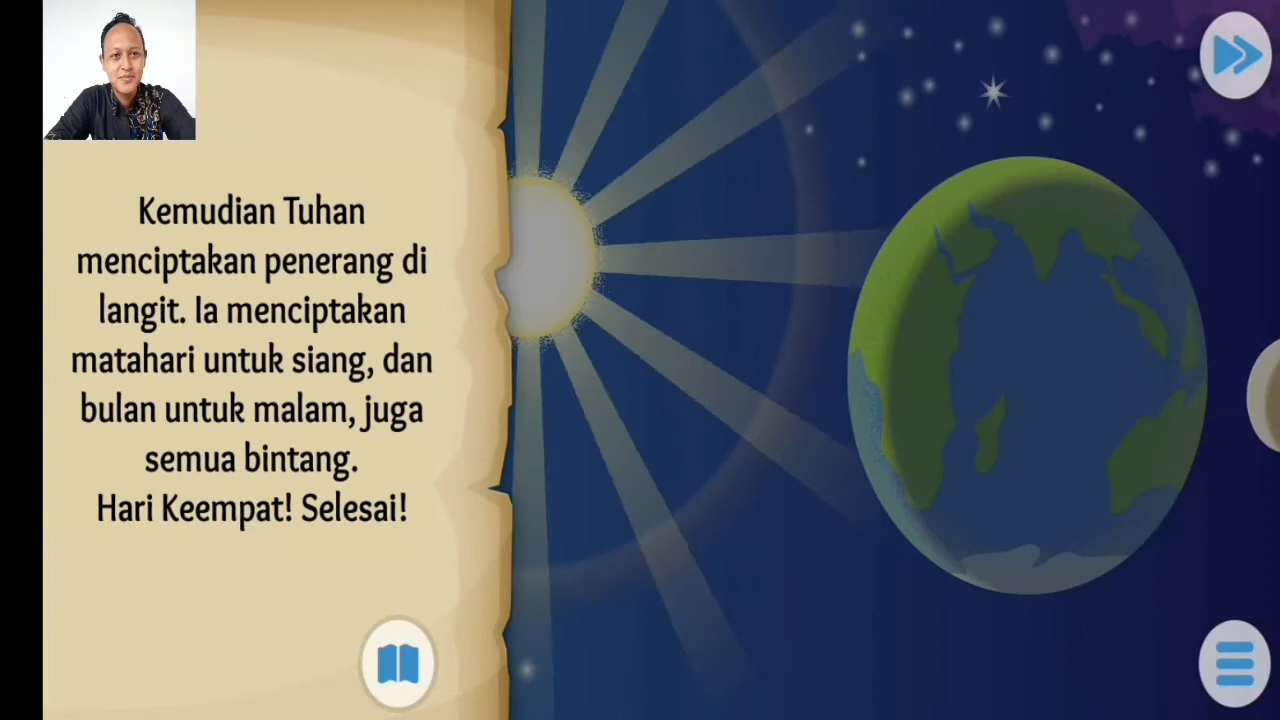 Kemudian Tuhan
menciptakan penerang di
langit. Ia menciptakan
matahari untuk siang, dan
bulan untuk malam, juga
semua bintang.
Hari Keempat! Selesai!